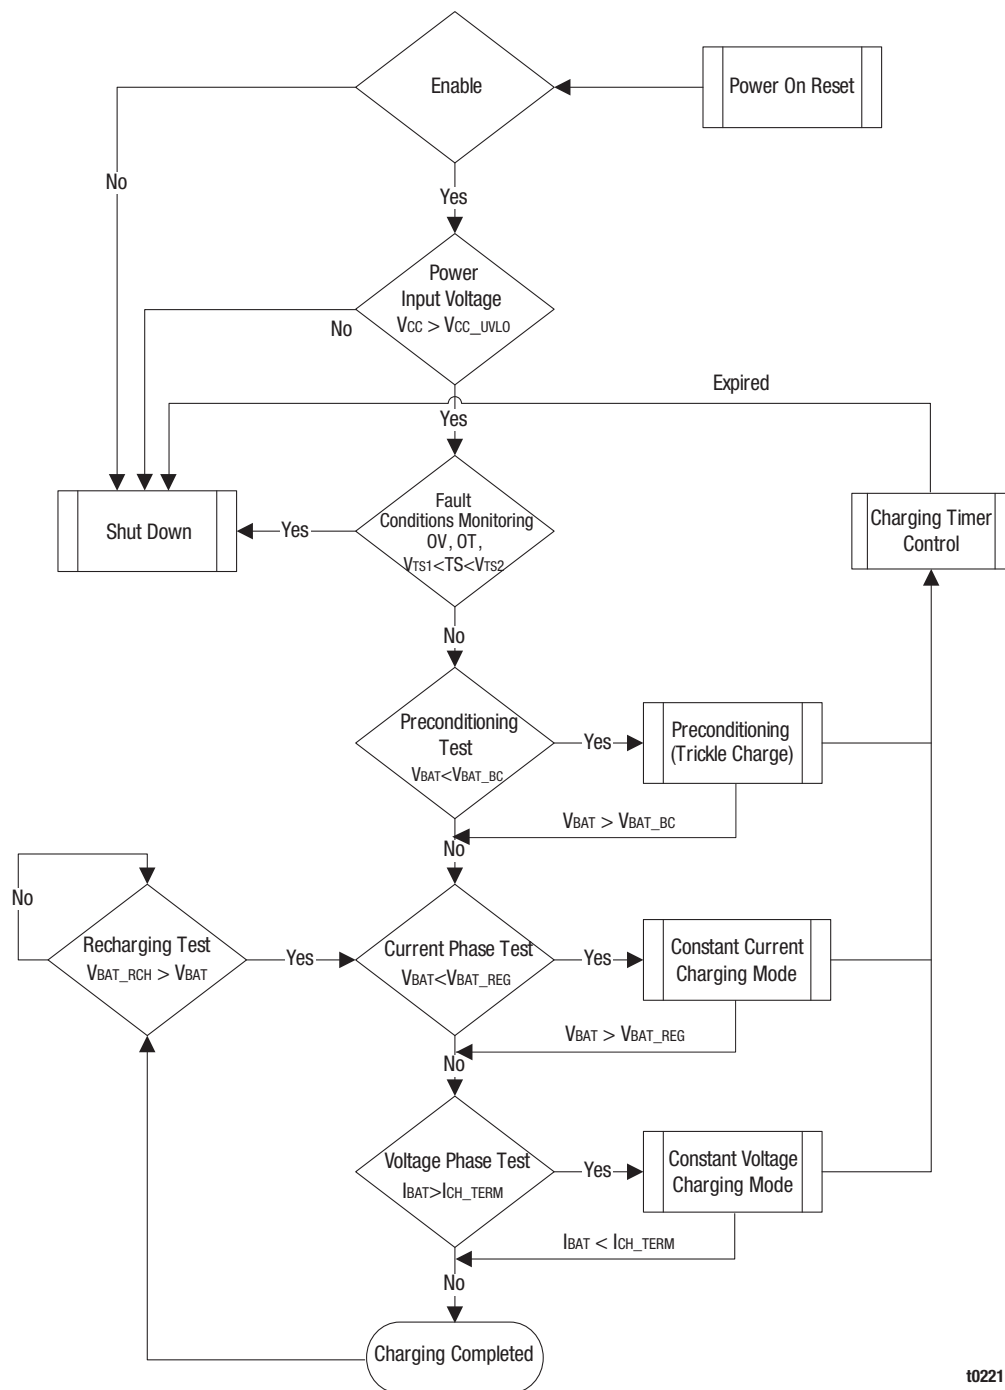 Enable
Power On Reset
No
Yes
Power
Input Voltage
VCC > VCC_UVLO
No
Expired
Yes
Shut Down
Yes
Fault
Conditions Monitoring
OV, OT,
VTS1<TS<VTS2
Charging Timer
Control
No
Preconditioning
Test
VBAT<VBAT_BC
Yes
Preconditioning
(Trickle Charge)
VBAT > VBAT_BC
No
No
Recharging Test
VBAT_RCH > VBAT
Yes
Current Phase Test
VBAT<VBAT_REG
Yes
Constant Current
Charging Mode
VBAT > VBAT_REG
No
Voltage Phase Test
IBAT>ICH_TERM
Yes
Constant Voltage
Charging Mode
IBAT < ICH_TERM
No
Charging Completed
t0221